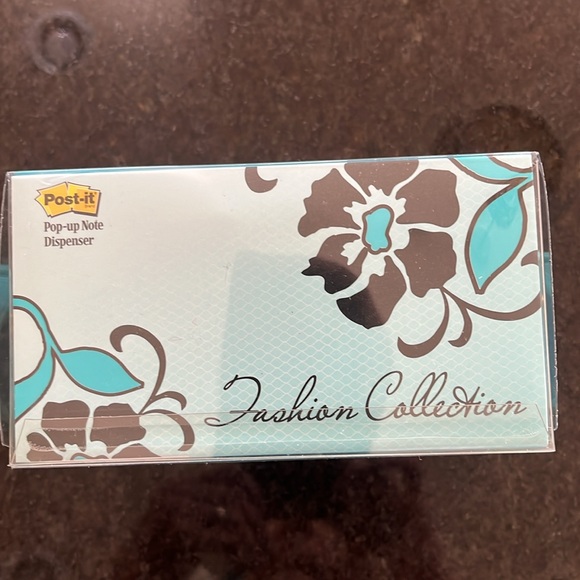 Post-it
Pop-up Note
Dispenser
Fashion Collection